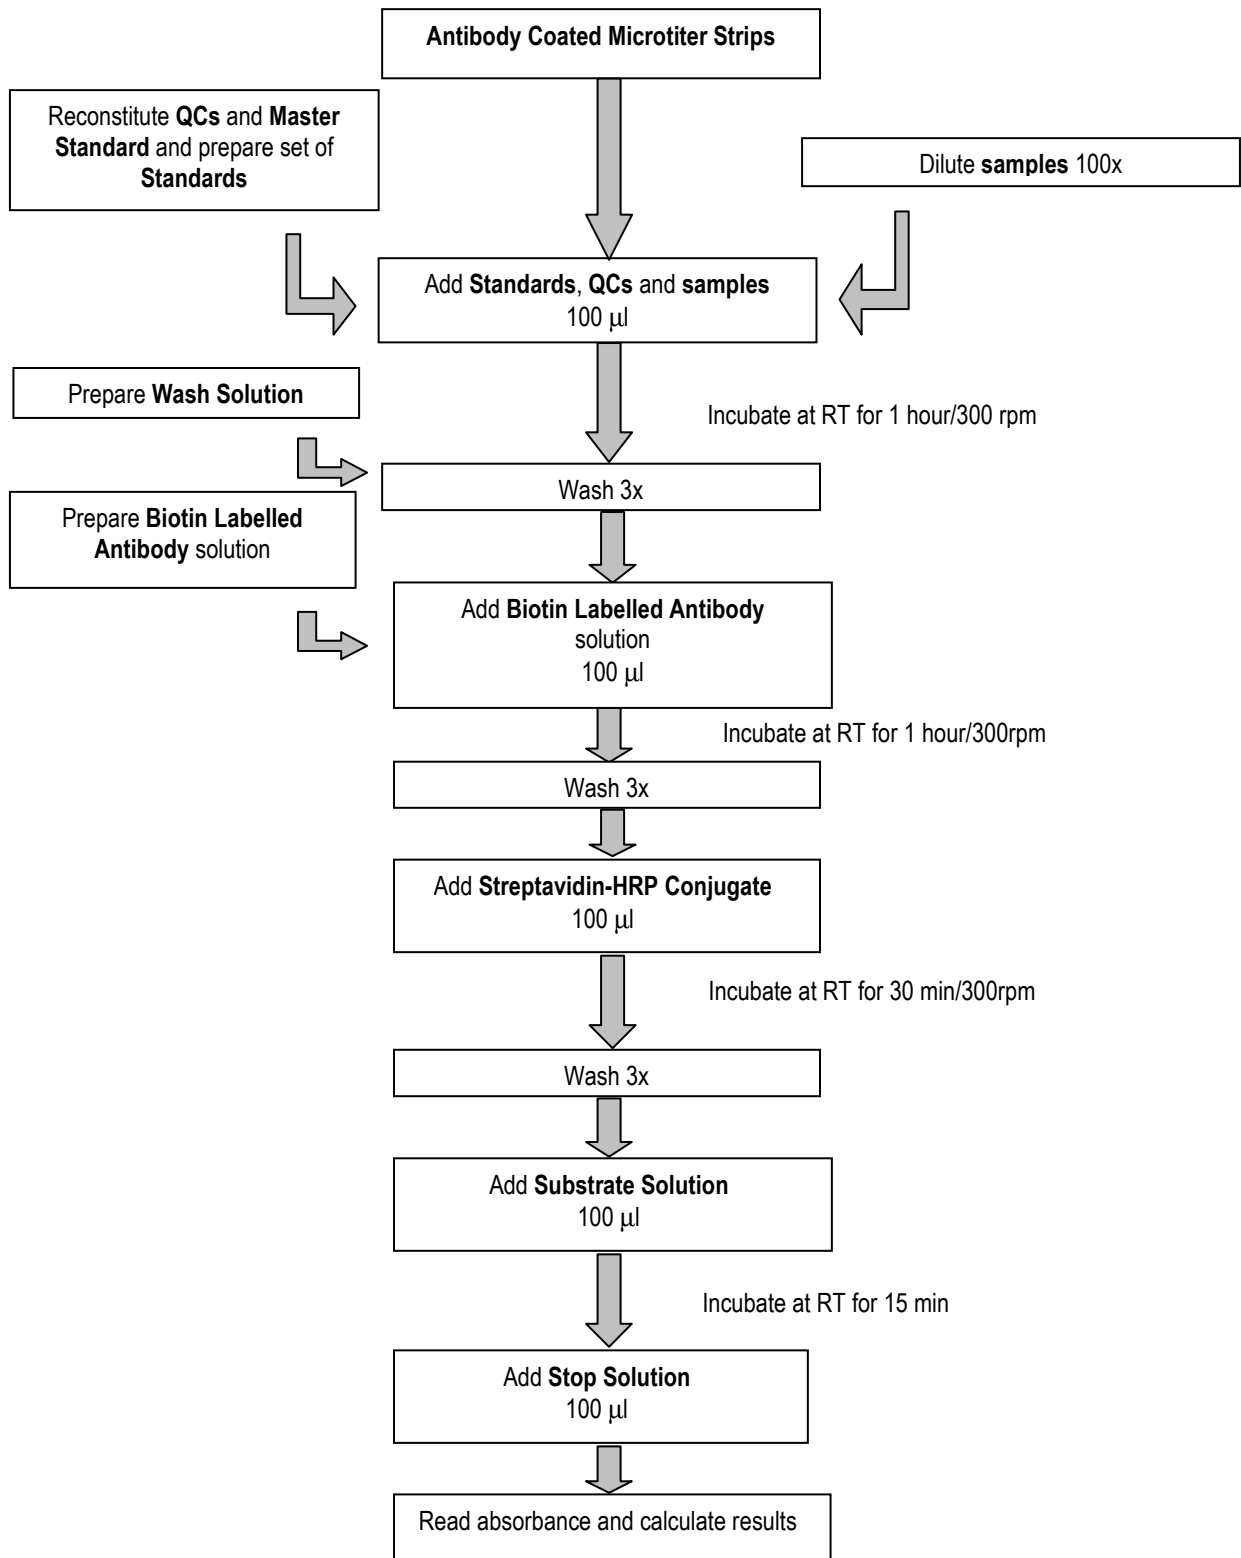 Antibody Coated Microtiter Strips
Reconstitute QCs and Master
Standard and prepare set of
Standards
Dilute samples 100x
Add Standards, QCs and samples
100 μl
Prepare Wash Solution
Incubate at RT for 1 hour/300 rpm
Wash 3x
Prepare Biotin Labelled
Antibody solution
Add Biotin Labelled Antibody
solution
100 μl
Incubate at RT for 1 hour/300rpm
Wash 3x
Add Streptavidin-HRP Conjugate
100 μl
Incubate at RT for 30 min/300rpm
Wash 3x
Add Substrate Solution
100 μl
Incubate at RT for 15 min
Add Stop Solution
100 μl
Read absorbance and calculate results